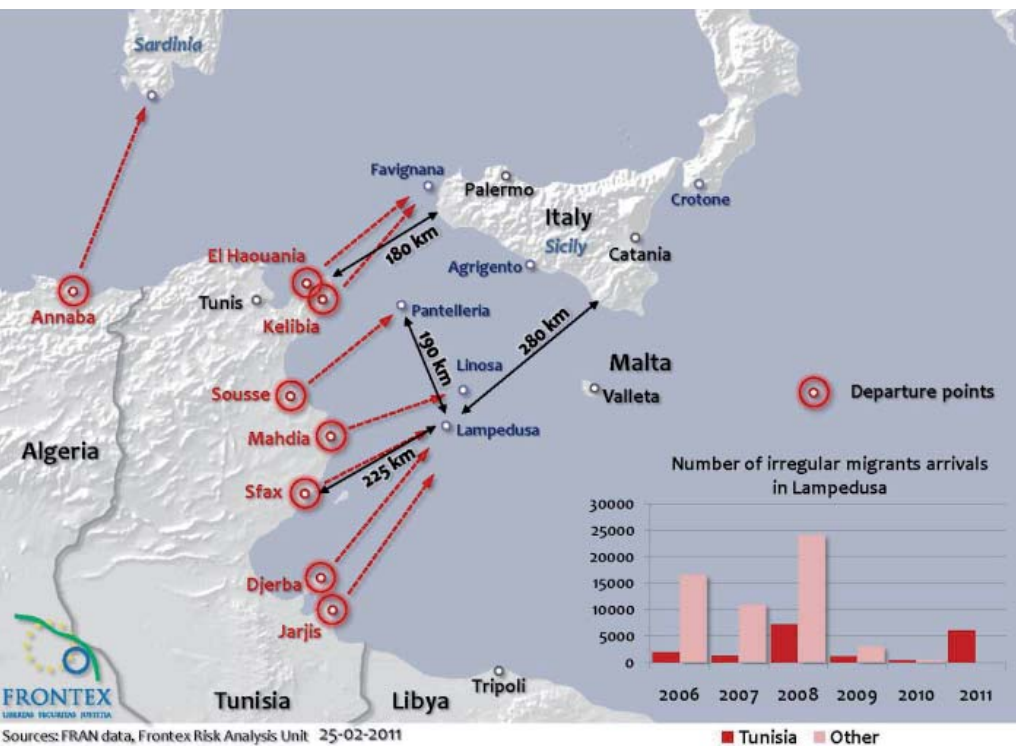 Sardinia
Favignana
Palermo
Crotone
Italy
Sicily
Catania
Agrigento
180 km
El Haouania
Tunis
Kelibia
Annaba
Pantelleria
190 km
280 km
Linosa
Malta
Valleta
Sousse
Mahdia
Lampedusa
225 km
Sfax
Algeria
Djerba
Jarjis
Tunisia
Libya
Tripoli
Departure points
Number of irregular migrants arrivals
in Lampedusa
30000
25000
20000
15000
10000
5000
0
2006 2007 2008 2009 2010 2011
Tunisia Other
FRONTEX
LIBERTAS SECURITAS JUSTITIA
Sources: FRAN data, Frontex Risk Analysis Unit 25-02-2011